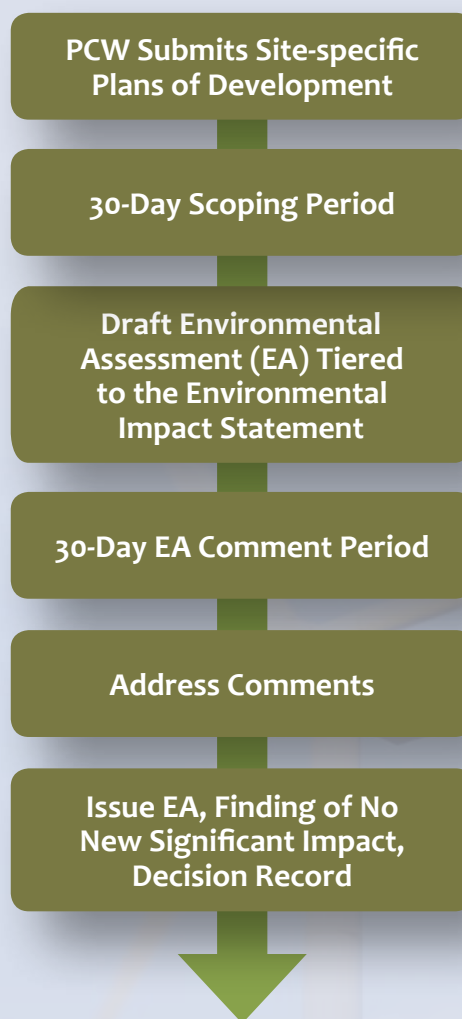 PCW Submits Site-specific
Plans of Development
30-Day Scoping Period
Draft Environmental
Assessment (EA) Tiered
to the Environmental
Impact Statement
30-Day EA Comment Period
Address Comments
Issue EA, Finding of No
New Significant Impact,
Decision Record